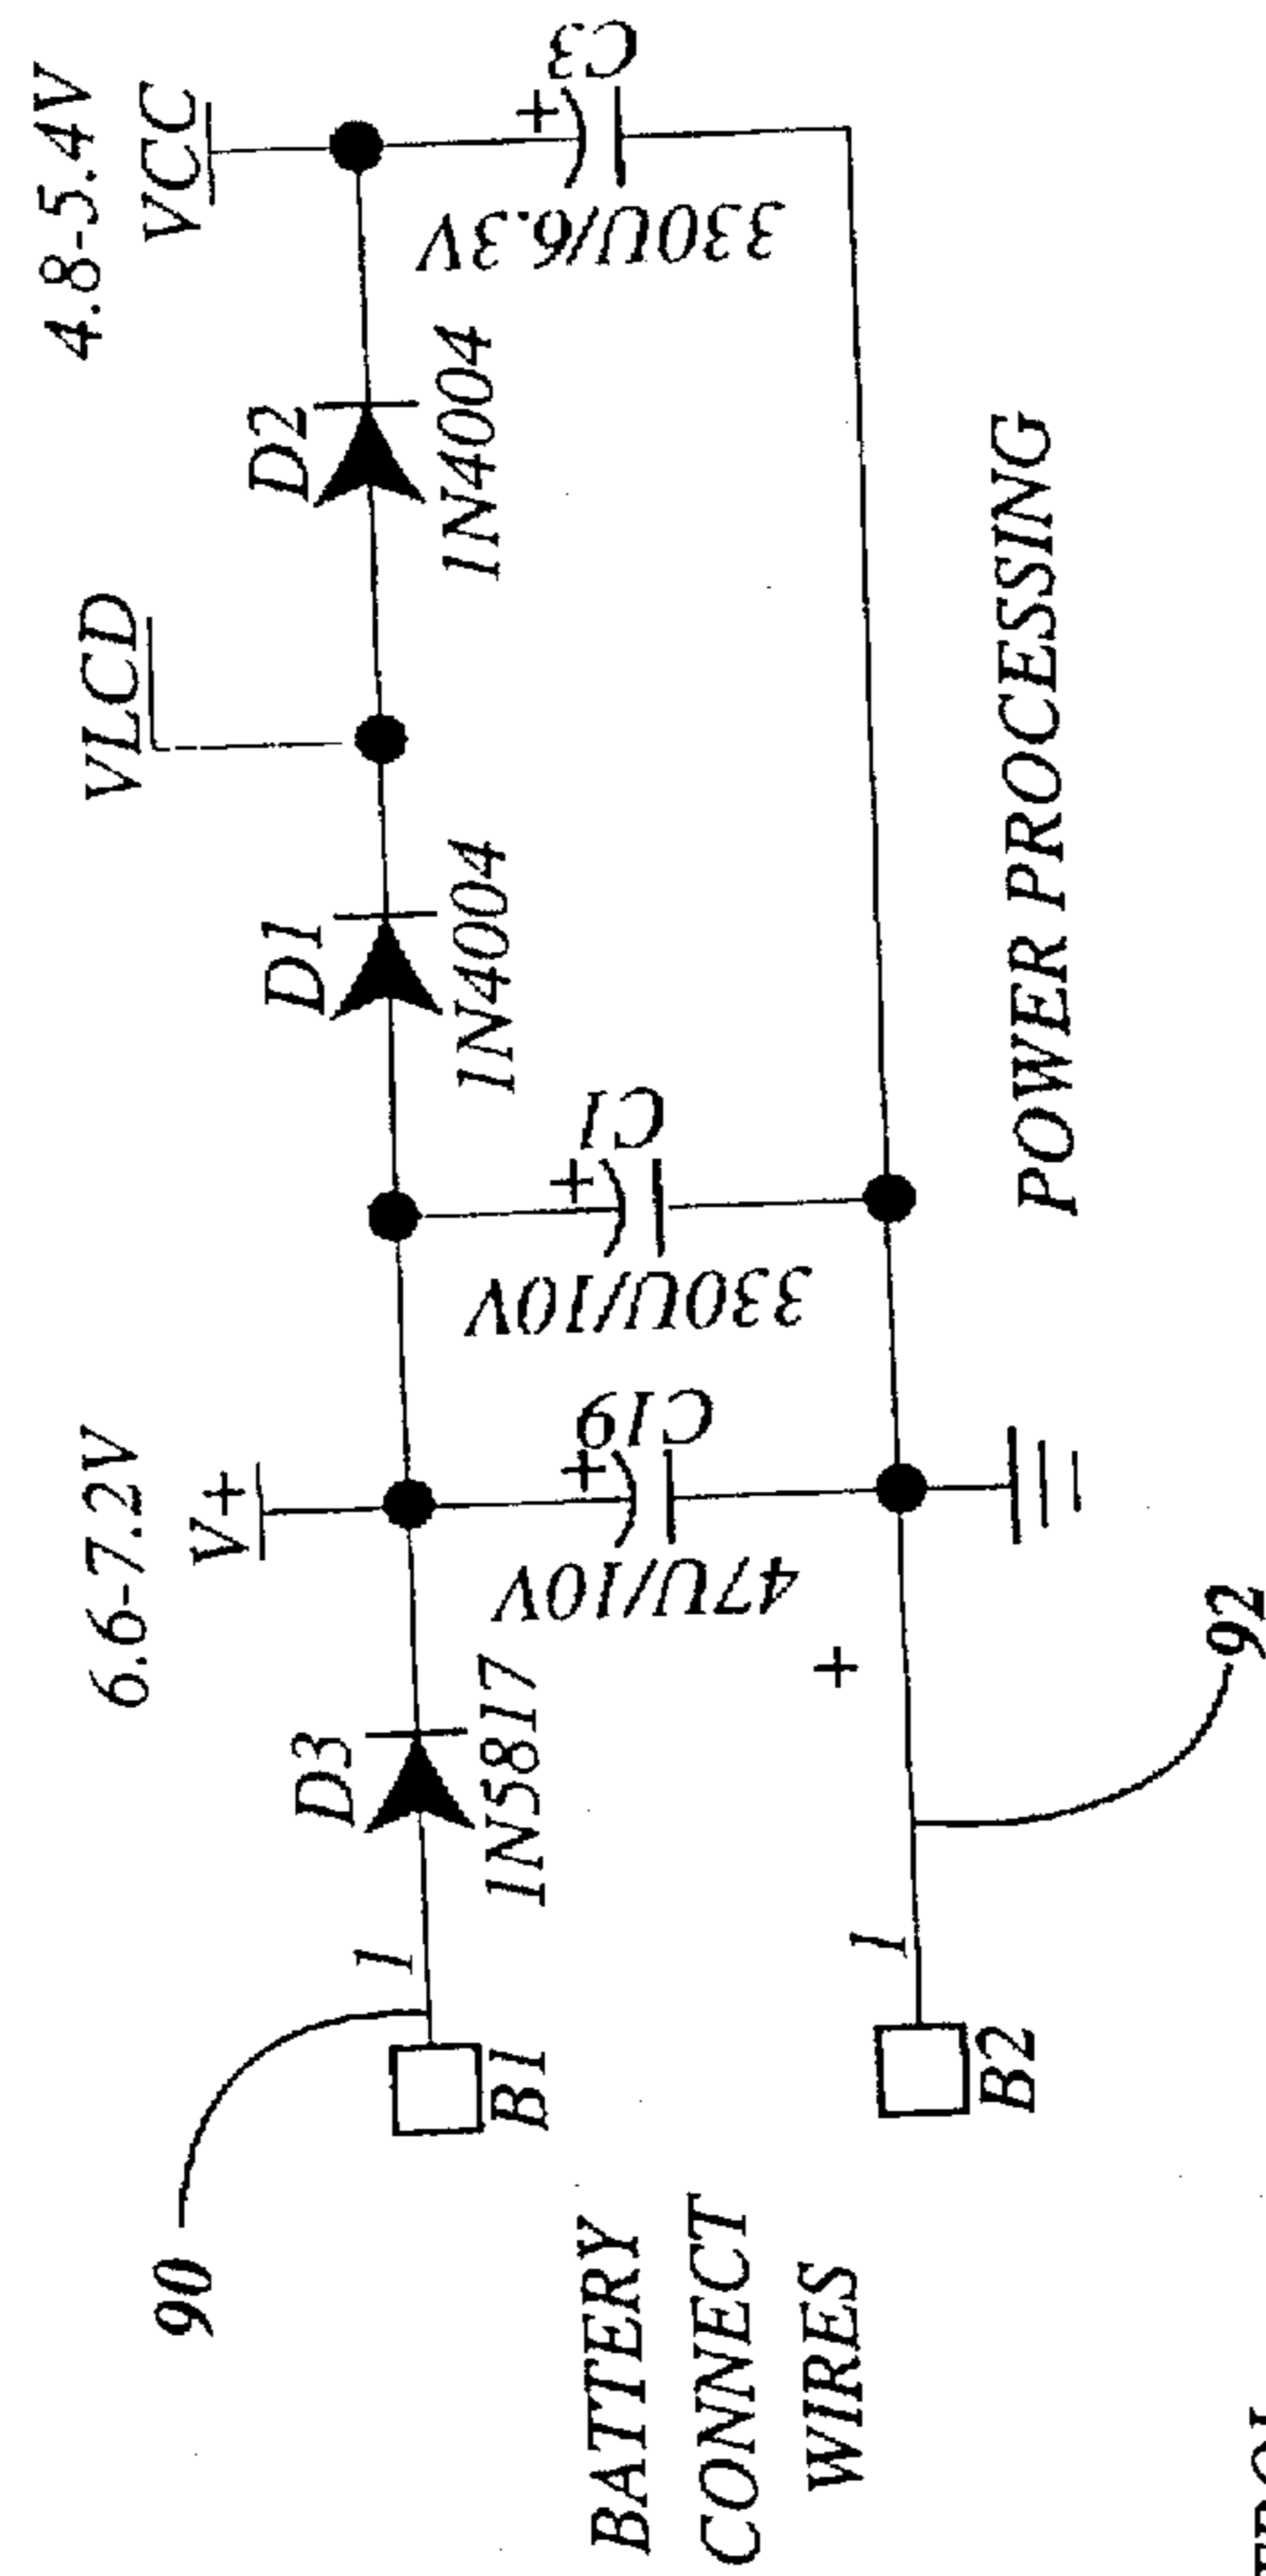 6.6-7.2V
4.8-5.4V
V+
VLCD
VCC
90
D3
D1
D2
1
1N5817
1N4004
1N4004
B1
+
C19
47U/10V
+
C1
330U/10V
+
C3
330U/6.3V
BATTERY
CONNECT
WIRES
+
1
B2
92
POWER PROCESSING